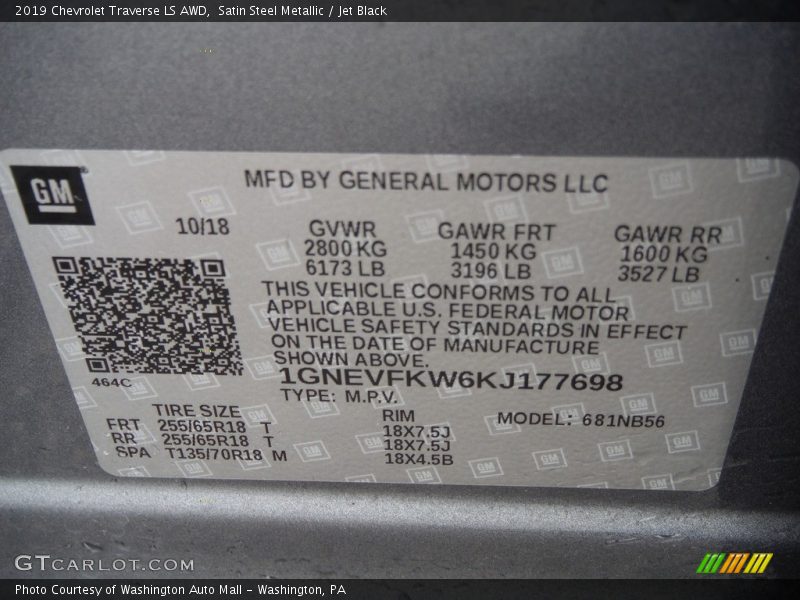 2019 Chevrolet Traverse LS AWD, Satin Steel Metallic / Jet Black
GM
MFD BY GENERAL MOTORS LLC
10/18
GVWR GAWR FRT GAWR RR
2800 KG 1450 KG 1600 KG
6173 LB 3196 LB 3527 LB
THIS VEHICLE CONFORMS TO ALL
APPLICABLE U.S. FEDERAL MOTOR
VEHICLE SAFETY STANDARDS IN EFFECT
ON THE DATE OF MANUFACTURE
SHOWN ABOVE.
464C
1GNEVFKW6KJ177698
TYPE: M.P.V.
TIRE SIZE RIM MODEL: 681NB56
FRT 255/65R18 T 18X7.5J
RR 255/65R18 T 18X7.5J
SPA T135/70R18 M 18X4.5B
GTCARLOT.COM
Photo Courtesy of Washington Auto Mall - Washington, PA